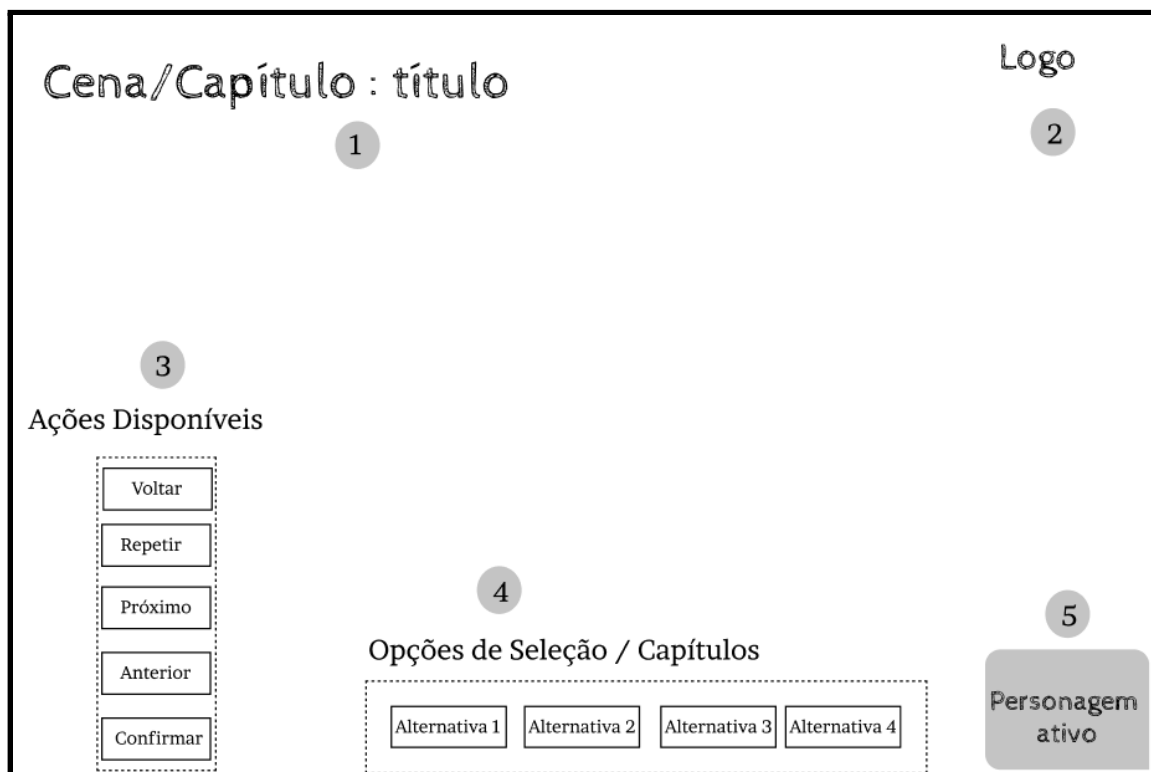 Cena/Capítulo : título
Logo
1
2
3
Ações Disponíveis
Voltar
Repetir
Próximo
Anterior
Confirmar
4
Opções de Seleção / Capítulos
Alternativa 1
Alternativa 2
Alternativa 3
Alternativa 4
5
Personagem
ativo